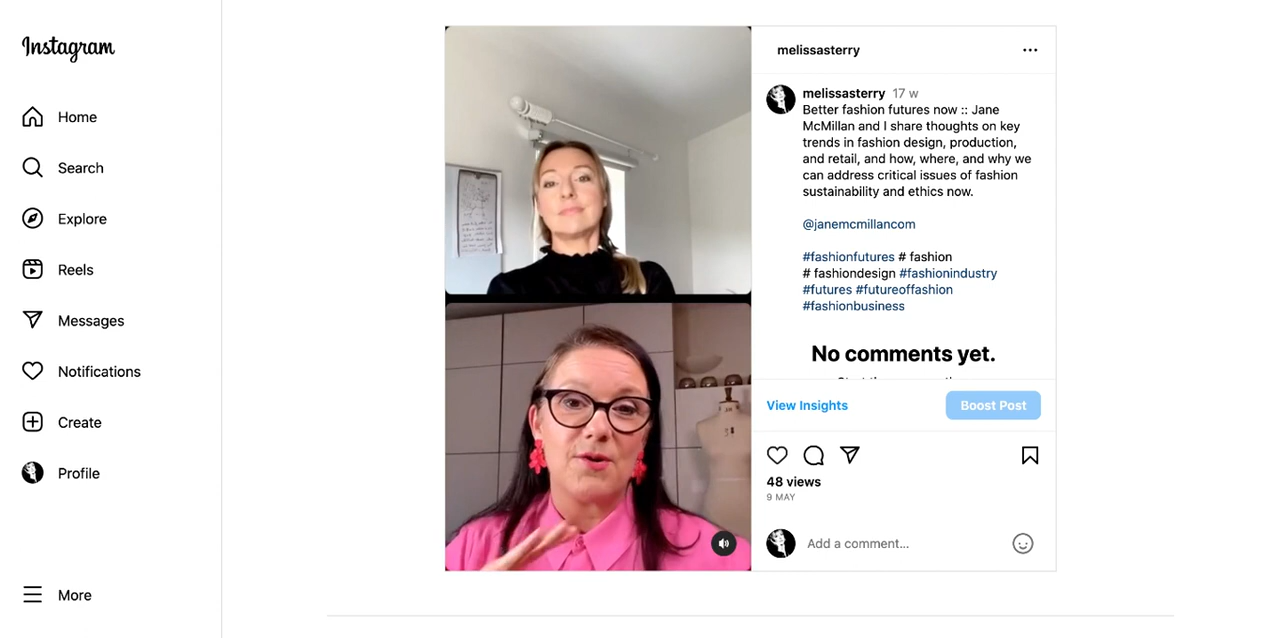 Instagram
Home
Search
Explore
Reels
Messages
Notifications
Create
Profile
More
melissasterry
melissasterry 17 w
Better fashion futures now :: Jane
McMillan and I share thoughts on key
trends in fashion design, production,
and retail, and how, where, and why we
can address critical issues of fashion
sustainability and ethics now.
@janemcmillancom
#fashionfutures # fashion
# fashiondesign #fashionindustry
#futures #futureoffashion
#fashionbusiness
No comments yet.
View Insights
Boost Post
48 views
9 MAY
Add a comment...